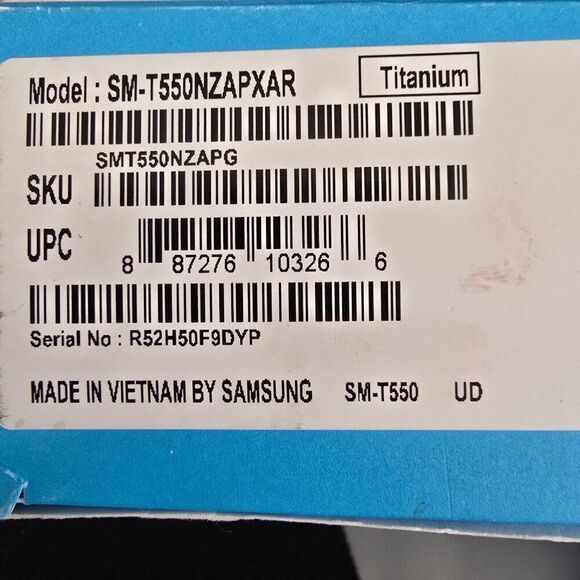 Model : SM-T550NZAPXAR Titanium
SMT550NZAPG
SKU
UPC 8 87276 10326 6
Serial No : R52H50F9DYP
MADE IN VIETNAM BY SAMSUNG SM-T550 UD